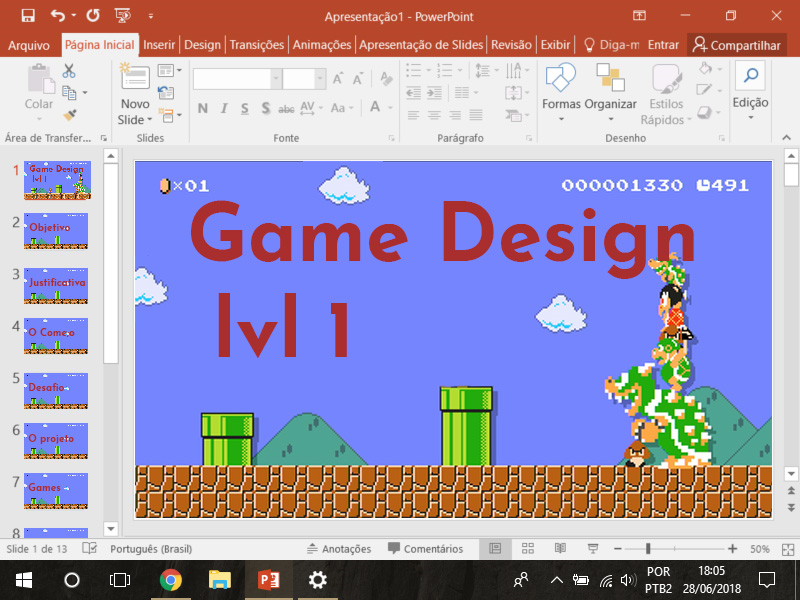 Apresentação1 - PowerPoint
Arquivo Página Inicial Inserir Design Transições Animações Apresentação de Slides Revisão Exibir Diga-m Entrar Compartilhar
Colar
Novo Slide
N I S S abc AV Aa A
Formas Organizar Estilos Rápidos
Edição
Área de Transfer... Slides Fonte Parágrafo Desenho
1 Game Design lvl 1
2 Objetivo
3 Justificativa
4 O Começo
5 Desafio
6 O projeto
7 Games
8
×01 000001330 491
Game Design
lvl 1
Slide 1 de 13 Português (Brasil) Anotações Comentários 50%
POR 18:05
PTB2 28/06/2018